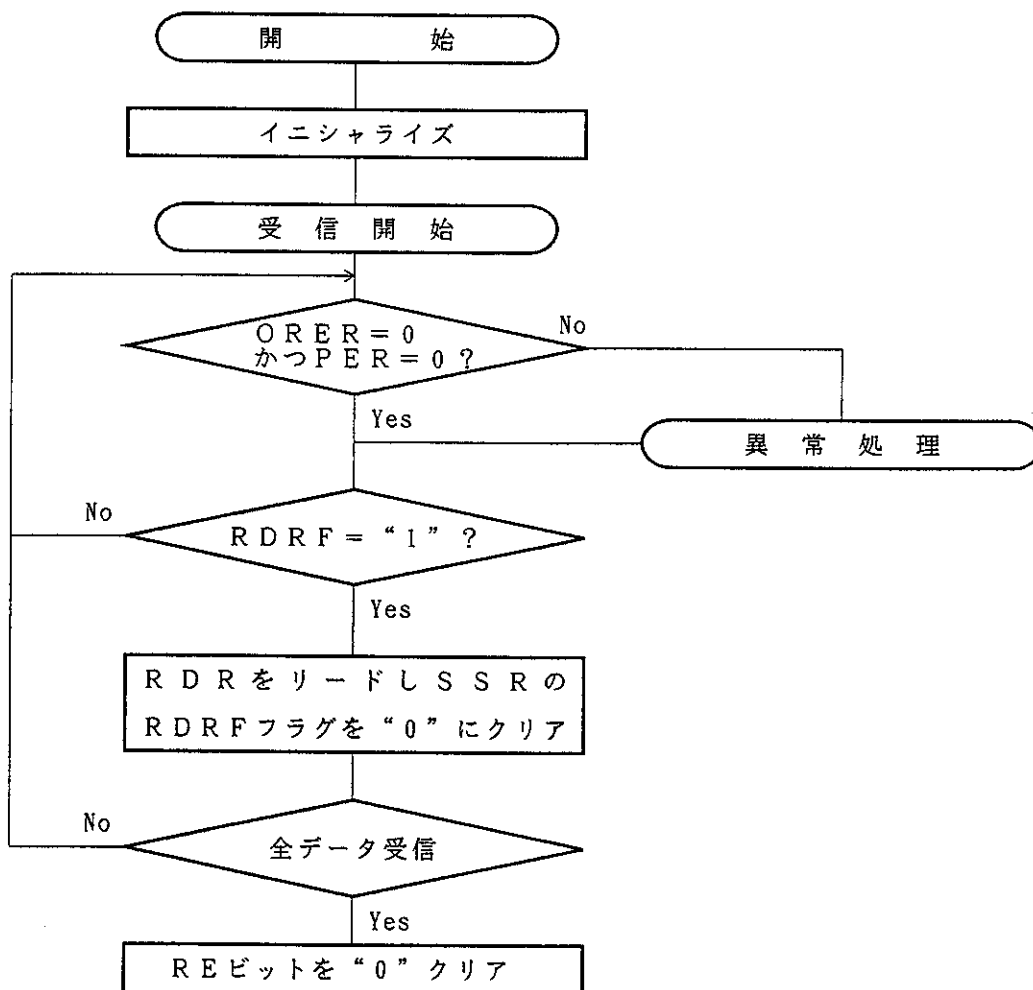 開始
イニシャライズ
受信開始
ORER=0
かつPER=0?
No
Yes
異常処理
No
RDRF="1"?
Yes
RDRをリードしSSRの
RDRFフラグを"0"にクリア
No
全データ受信
Yes
REビットを"0"クリア